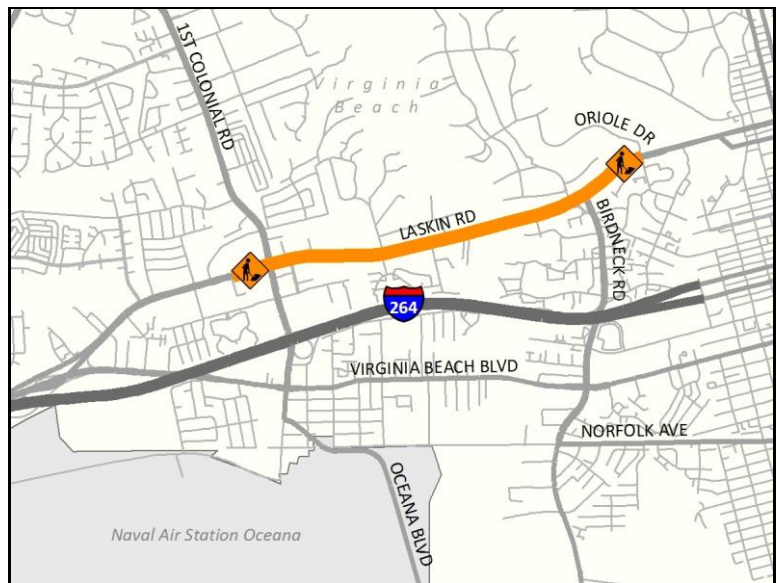 1ST COLONIAL RD
Virginia
Beach
ORIOLE DR
LASKIN RD
BIRDNECK RD
264
VIRGINIA BEACH BLVD
NORFOLK AVE
OCEANA BLVD
Naval Air Station Oceana